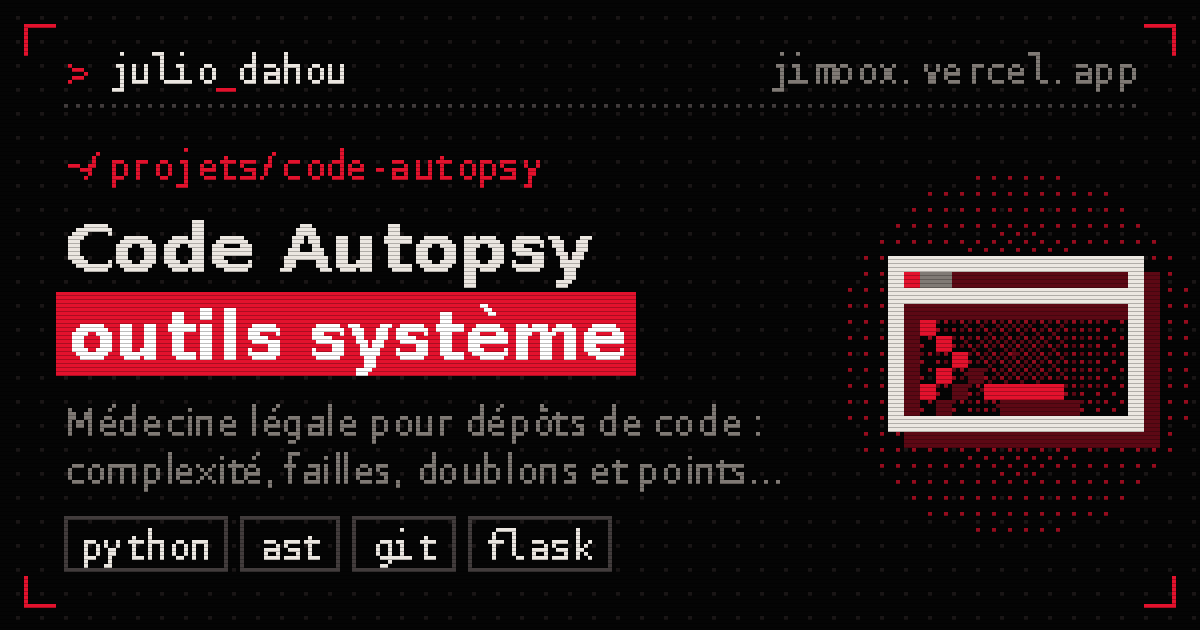 > julio_dahou
jimoox.vercel.app
~/projets/code-autopsy
Code Autopsy
outils système
Médecine légale pour dépôts de code :
complexité, failles, doublons et points...
python ast git flask